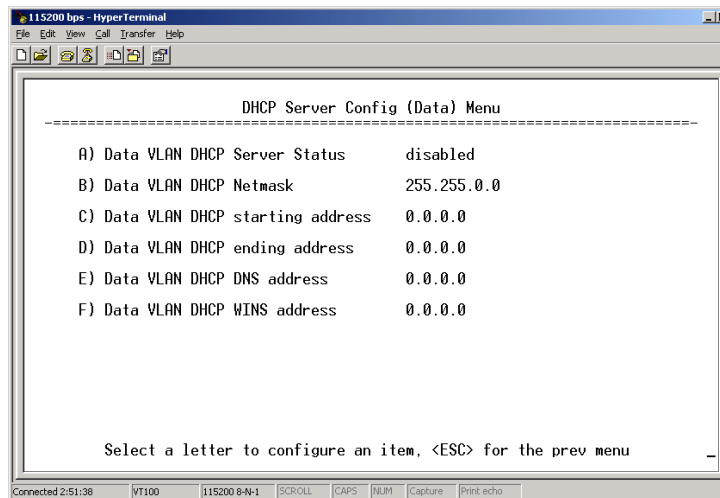 115200 bps - HyperTerminal
File Edit View Call Transfer Help
DHCP Server Config (Data) Menu
-==========================================================================-
A) Data VLAN DHCP Server Status disabled
B) Data VLAN DHCP Netmask 255.255.0.0
C) Data VLAN DHCP starting address 0.0.0.0
D) Data VLAN DHCP ending address 0.0.0.0
E) Data VLAN DHCP DNS address 0.0.0.0
F) Data VLAN DHCP WINS address 0.0.0.0
Select a letter to configure an item, <ESC> for the prev menu _
Connected 2:51:38 VT100 115200 8-N-1 SCROLL CAPS NUM Capture Print echo